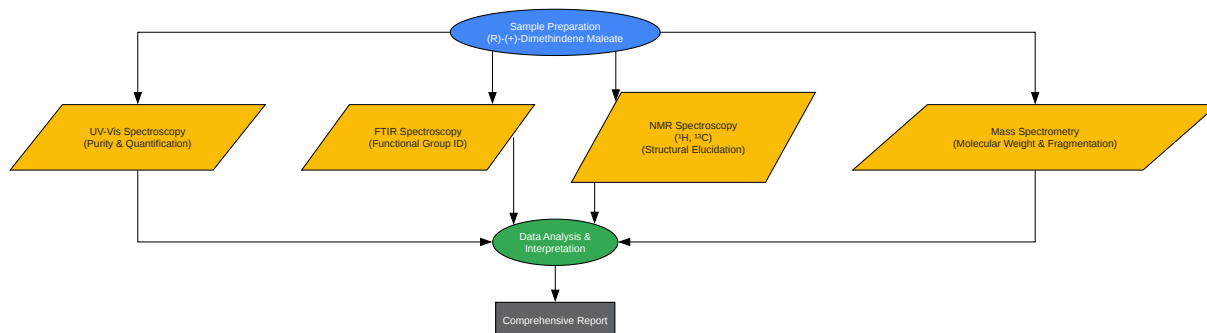 Sample Preparation
(R)-(+)-Dimethindene Maleate
UV-Vis Spectroscopy
(Purity & Quantification)
FTIR Spectroscopy
(Functional Group ID)
NMR Spectroscopy
(¹H, ¹³C)
(Structural Elucidation)
Mass Spectrometry
(Molecular Weight & Fragmentation)
Data Analysis &
Interpretation
Comprehensive Report